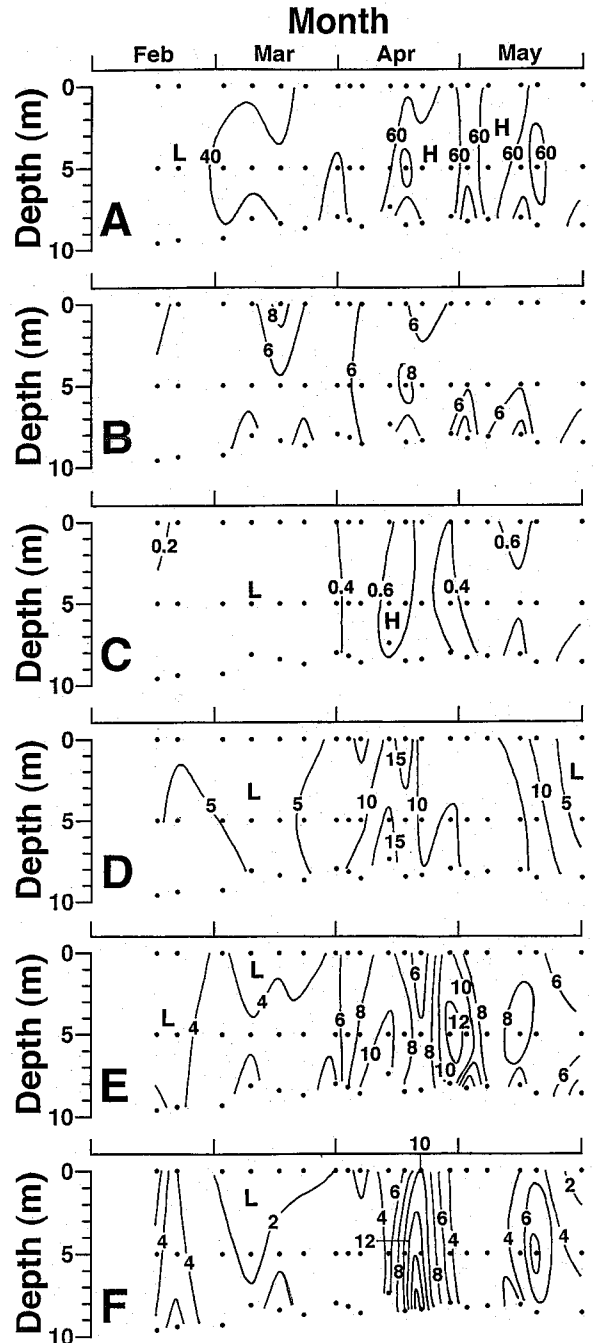 Month
Feb Mar Apr May
0
5
10
Depth (m)
A
L 40 60 H 60 60 H 60 60
0
5
10
Depth (m)
B
8 6 6 6 8 6 6
0
5
10
Depth (m)
C
0.2 L 0.4 0.6 H 0.4 0.6
0
5
10
Depth (m)
D
5 L 5 10 15 15 10 10 5 L
0
5
10
Depth (m)
E
L 4 L 4 6 8 10 6 8 8 10 12 10 8 8 6 6
10
0
5
10
Depth (m)
F
4 4 L 2 12 4 6 8 8 6 4 4 6 4 2